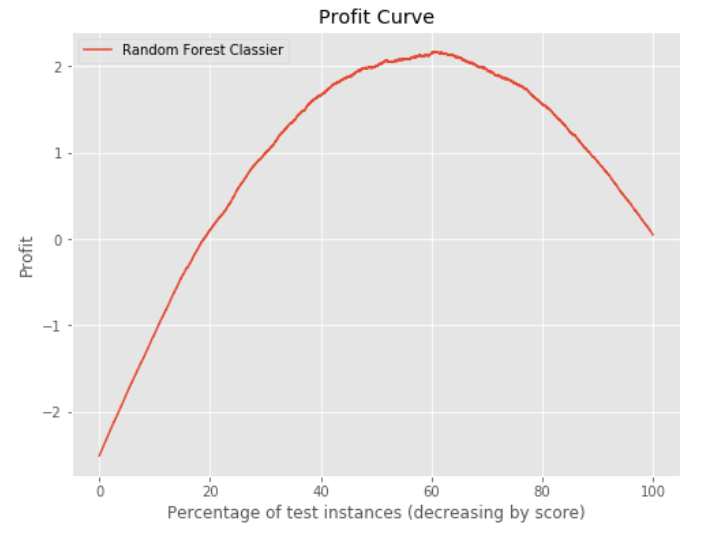 Profit Curve
Random Forest Classier
2
1
0
−1
−2
Profit
0 20 40 60 80 100
Percentage of test instances (decreasing by score)